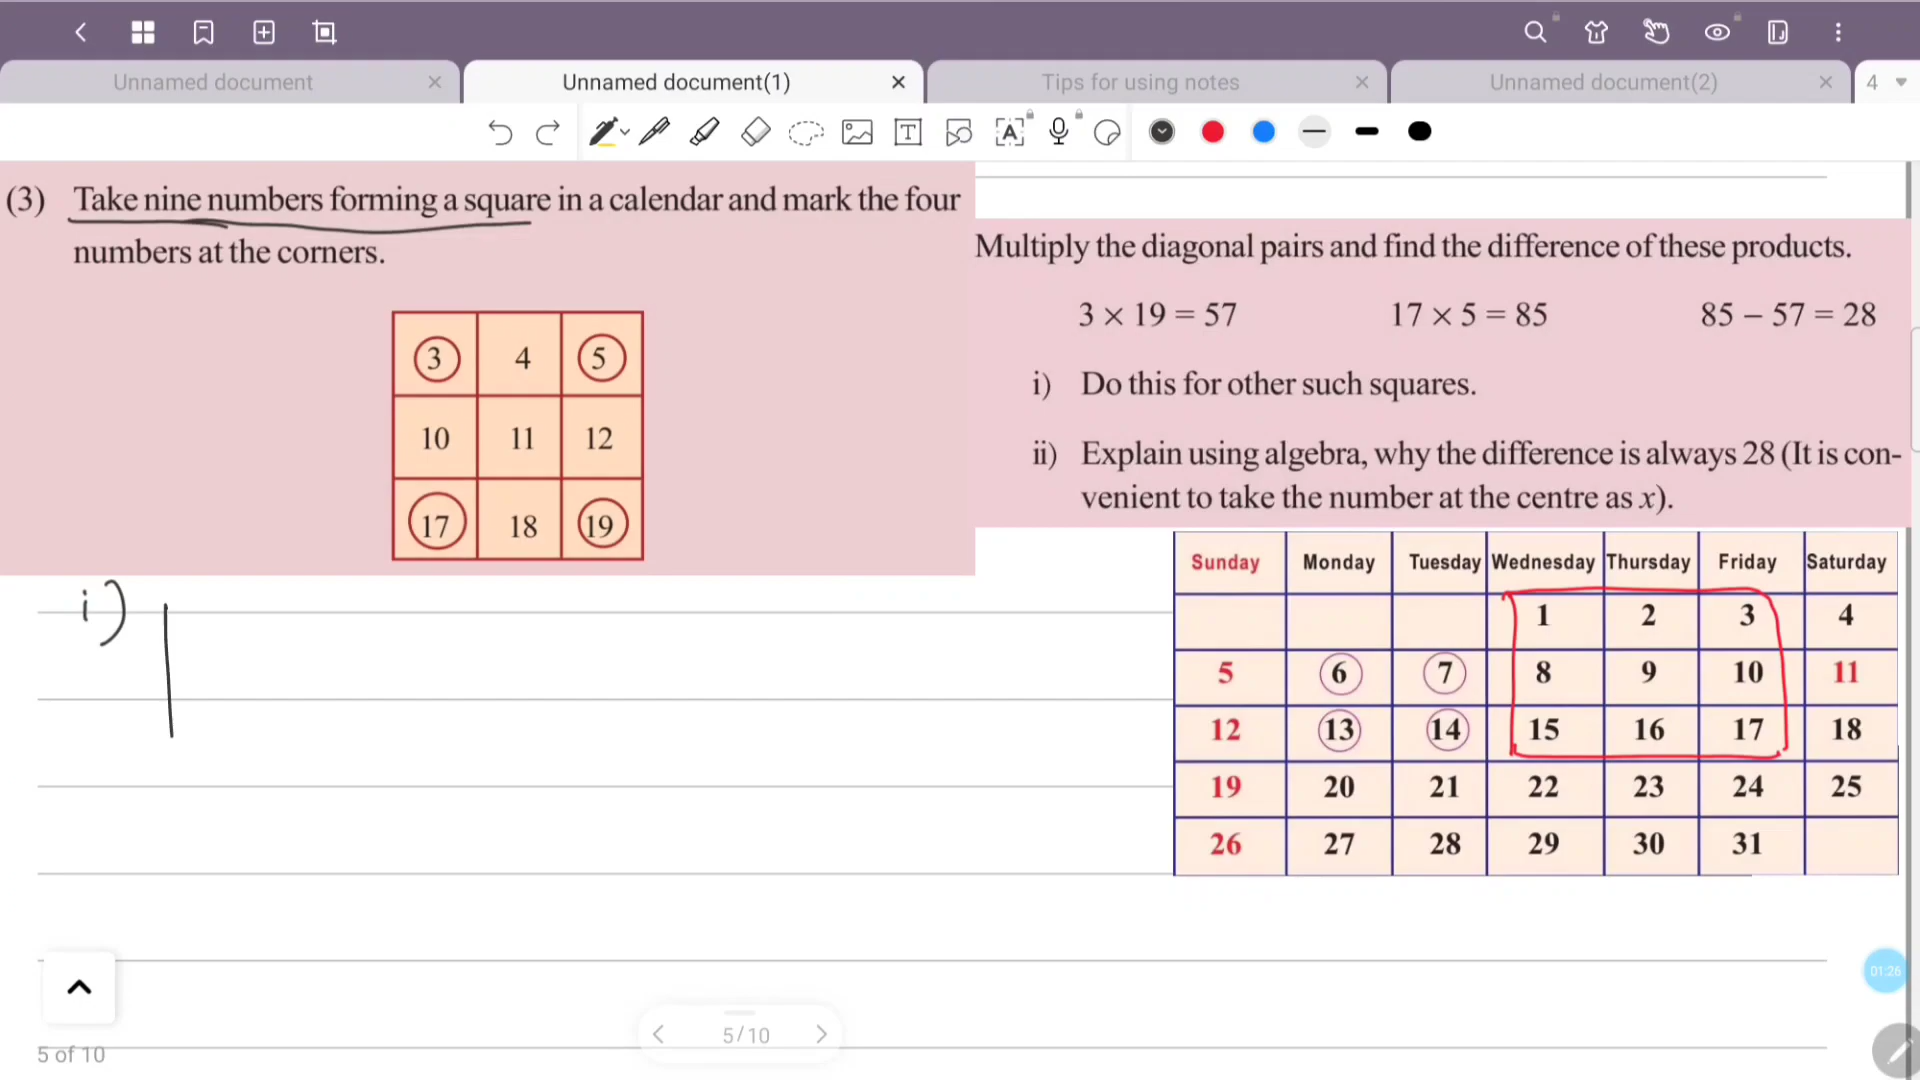 Unnamed document
Unnamed document(1)
Tips for using notes
Unnamed document(2)
4
(3) Take nine numbers forming a square in a calendar and mark the four
numbers at the corners.
3 4 5
10 11 12
17 18 19
Multiply the diagonal pairs and find the difference of these products.
3 × 19 = 57 17 × 5 = 85 85 – 57 = 28
i) Do this for other such squares.
ii) Explain using algebra, why the difference is always 28 (It is con-
venient to take the number at the centre as x).
i)
Sunday Monday Tuesday Wednesday Thursday Friday Saturday
1 2 3 4
5 6 7 8 9 10 11
12 13 14 15 16 17 18
19 20 21 22 23 24 25
26 27 28 29 30 31
01:26
5/10
5 of 10